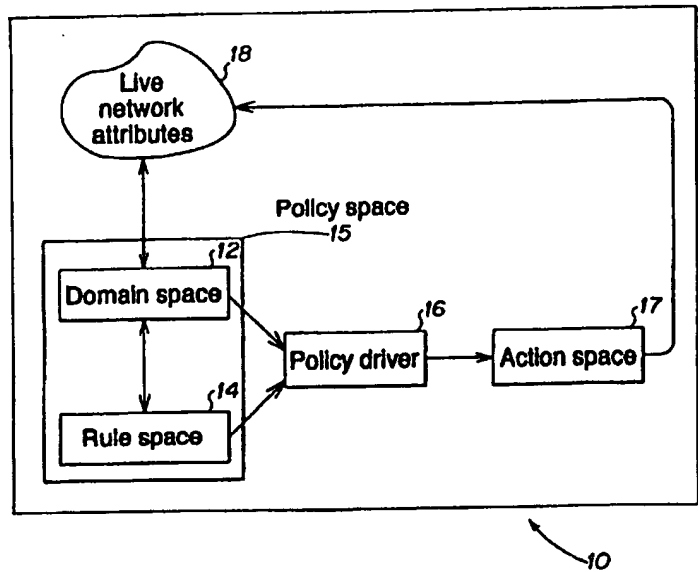 18
Live
network
attributes
Policy space
15
12
Domain space
16
17
Policy driver
Action space
14
Rule space
10